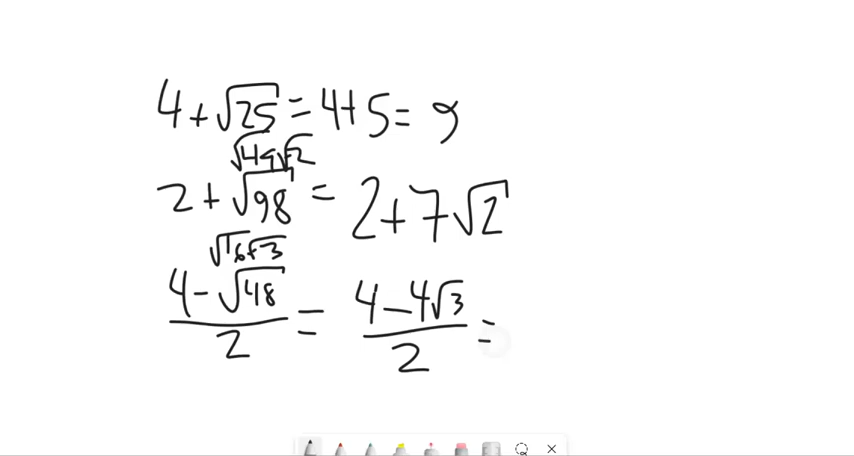 4 + √25 = 4 + 5 = 9
√49√2
2 + √98 = 2 + 7√2
√16√3
(4 - √48)/2 = (4 - 4√3)/2 =